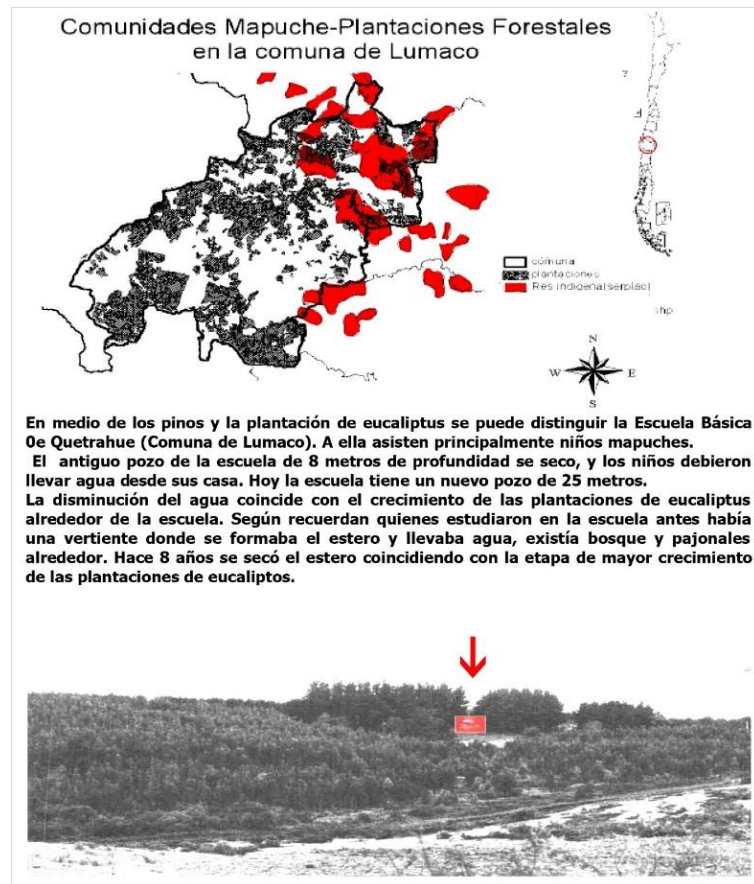 Comunidades Mapuche-Plantaciones Forestales
en la comuna de Lumaco
comuna
plantaciones
Res indigena(serplac)
shp
N
W
E
S
En medio de los pinos y la plantación de eucaliptus se puede distinguir la Escuela Básica
0e Quetrahue (Comuna de Lumaco). A ella asisten principalmente niños mapuches.
El antiguo pozo de la escuela de 8 metros de profundidad se seco, y los niños debieron
llevar agua desde sus casa. Hoy la escuela tiene un nuevo pozo de 25 metros.
La disminución del agua coincide con el crecimiento de las plantaciones de eucaliptus
alrededor de la escuela. Según recuerdan quienes estudiaron en la escuela antes había
una vertiente donde se formaba el estero y llevaba agua, existía bosque y pajonales
alrededor. Hace 8 años se secó el estero coincidiendo con la etapa de mayor crecimiento
de las plantaciones de eucaliptos.